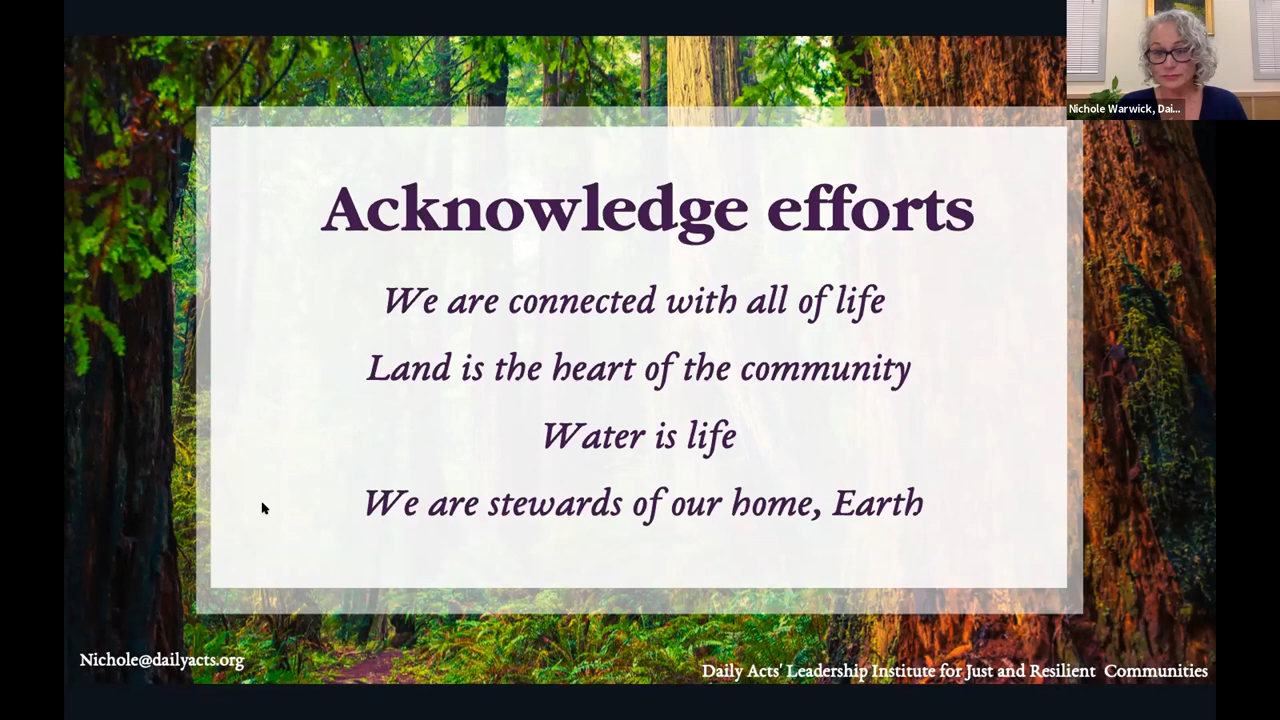 Nichole Warwick, Dai...
Acknowledge efforts
We are connected with all of life
Land is the heart of the community
Water is life
We are stewards of our home, Earth
Nichole@dailyacts.org
Daily Acts' Leadership Institute for Just and Resilient Communities